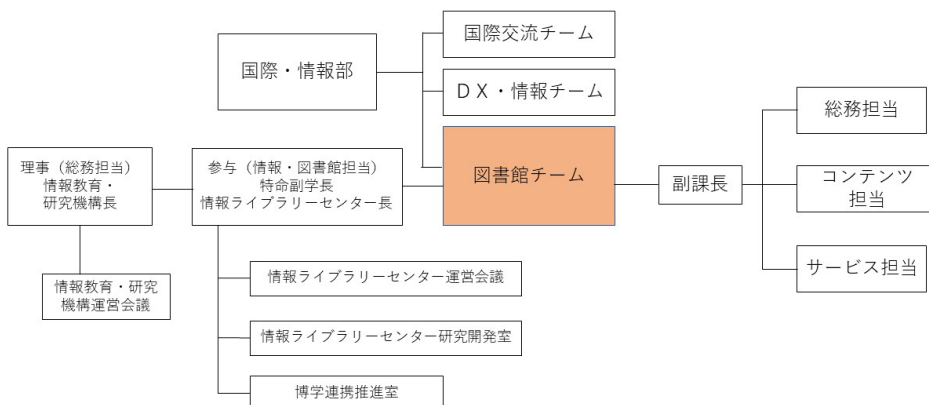 国際・情報部
国際交流チーム
ＤＸ・情報チーム
図書館チーム
理事（総務担当）
情報教育・
研究機構長
参与（情報・図書館担当）
特命副学長
情報ライブラリーセンター長
副課長
総務担当
コンテンツ
担当
サービス担当
情報教育・研究
機構運営会議
情報ライブラリーセンター運営会議
情報ライブラリーセンター研究開発室
博学連携推進室